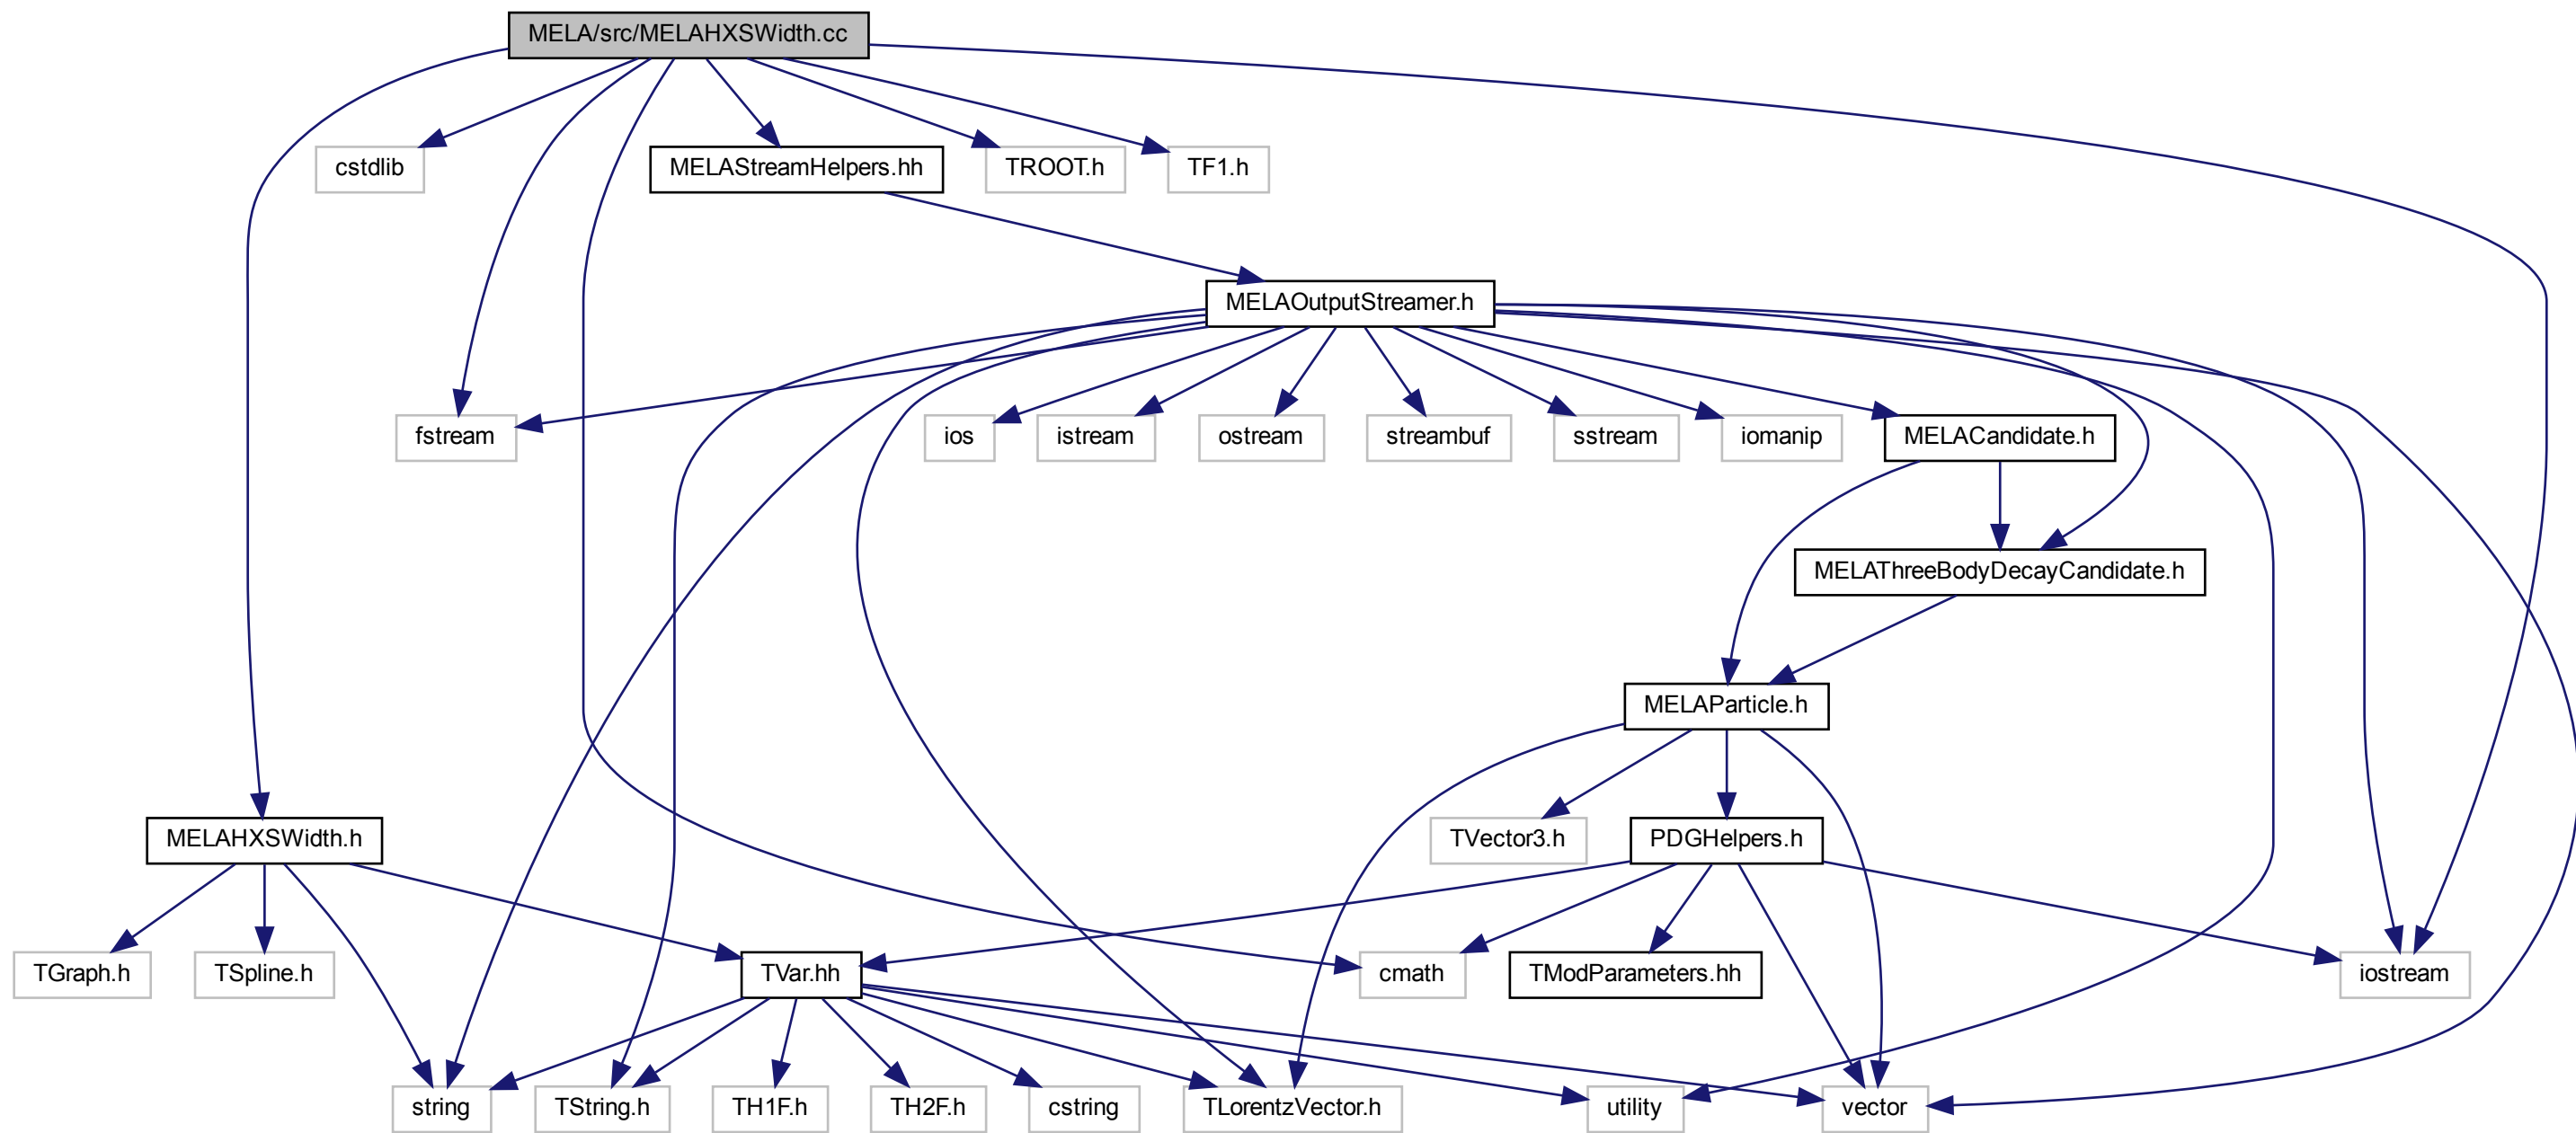 MELA/src/MELAHXSWidth.cc
cstdlib
MELAStreamHelpers.hh
TROOT.h
TF1.h
MELAOutputStreamer.h
fstream
ios
istream
ostream
streambuf
sstream
iomanip
MELACandidate.h
MELAThreeBodyDecayCandidate.h
MELAParticle.h
MELAHXSWidth.h
TVector3.h
PDGHelpers.h
TGraph.h
TSpline.h
TVar.hh
cmath
TModParameters.hh
iostream
string
TString.h
TH1F.h
TH2F.h
cstring
TLorentzVector.h
utility
vector